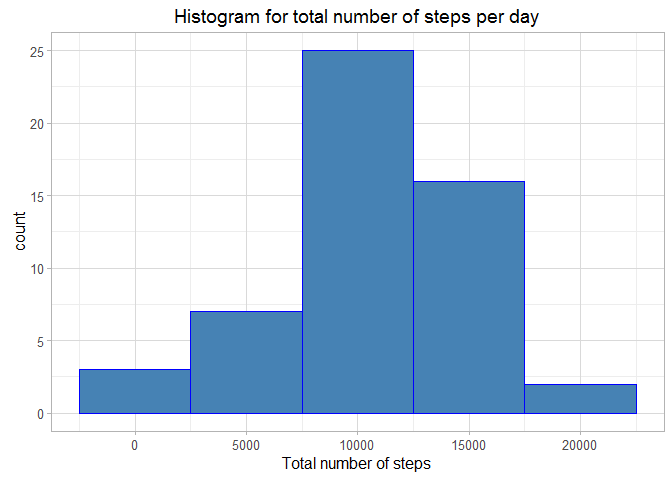 Histogram for total number of steps per day
25
20
15
10
5
0
count
0 5000 10000 15000 20000
Total number of steps